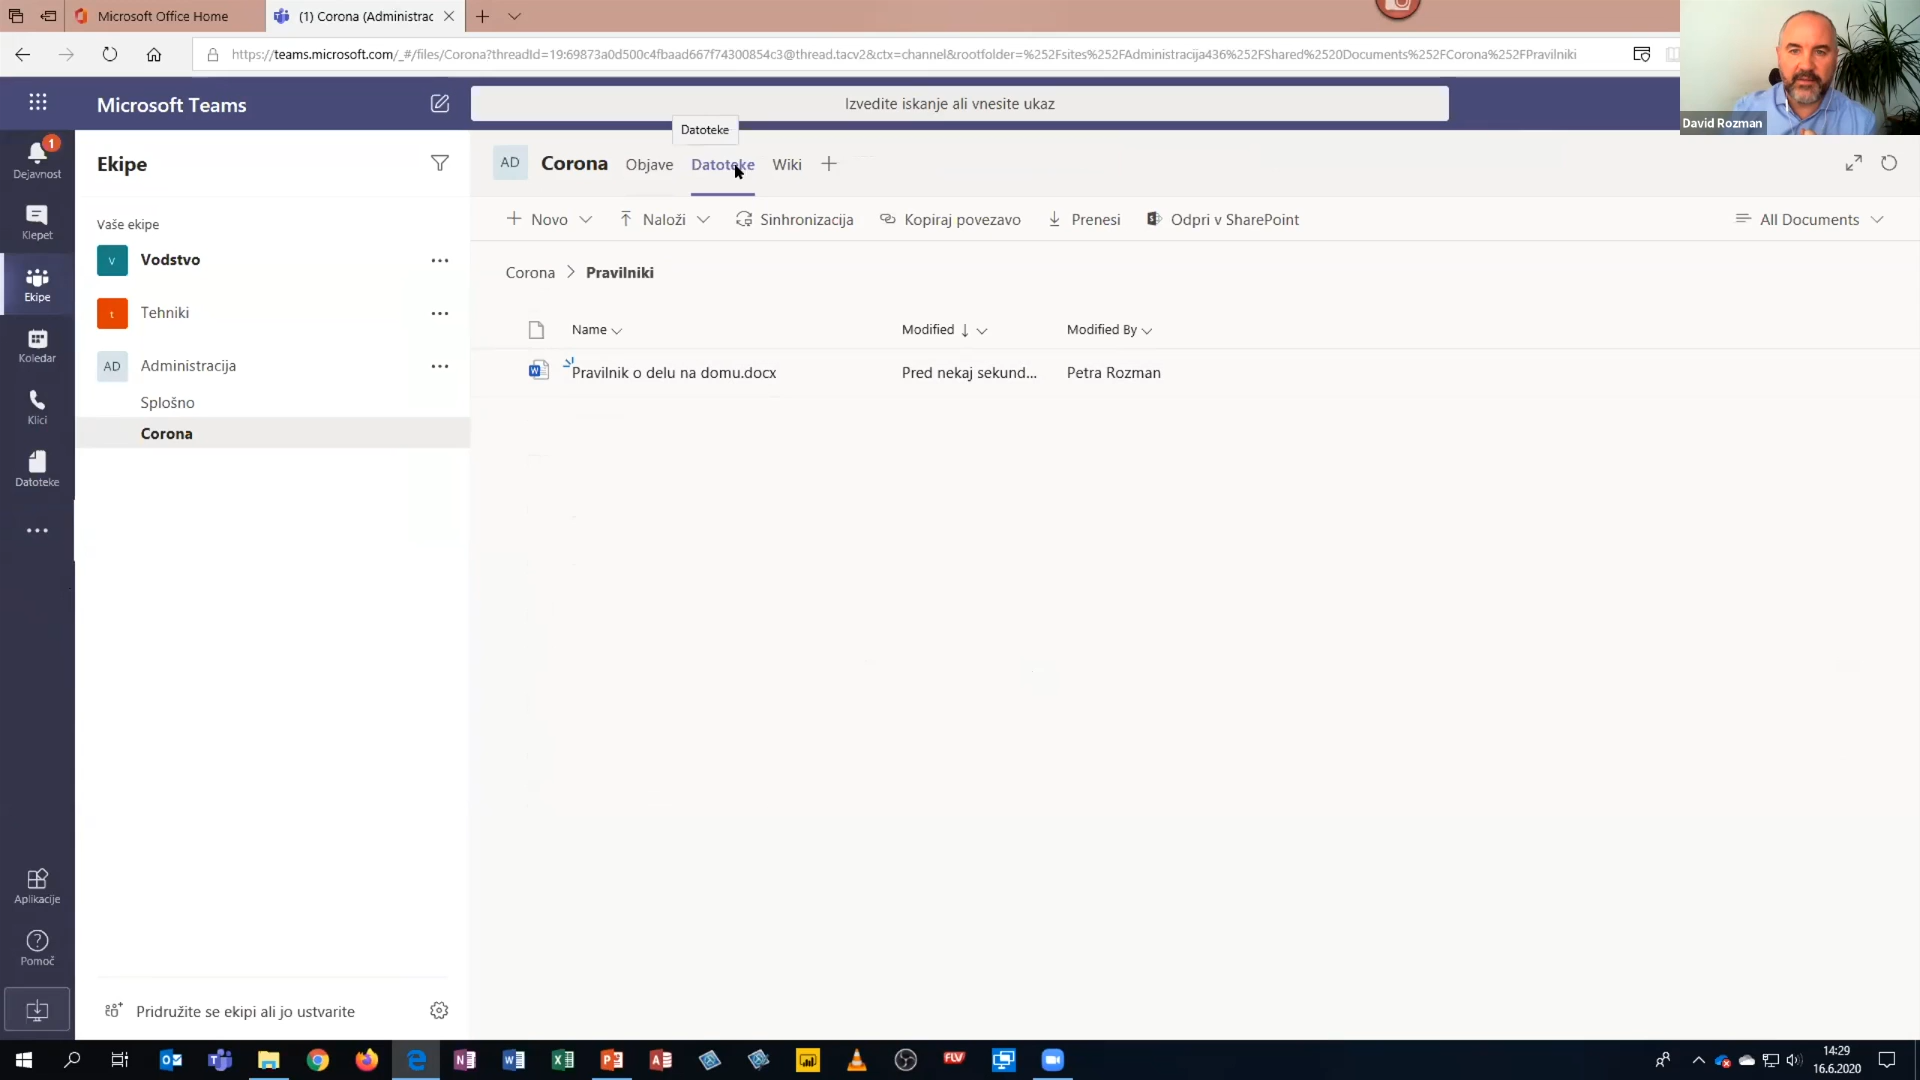 Microsoft Office Home
(1) Corona (Administrac
https://teams.microsoft.com/_#/files/Corona?threadId=19:69873a0d500c4fbaad667f74300854c3@thread.tacv2&ctx=channel&rootfolder=%252Fsites%252FAdministracija436%252FShared%2520Documents%252FCorona%252FPravilniki
David Rozman
Microsoft Teams
Izvedite iskanje ali vnesite ukaz
Datoteke
1
Dejavnost
Klepet
Ekipe
Koledar
Klici
Datoteke
Aplikacije
Pomoč
Ekipe
Vaše ekipe
V
Vodstvo
t
Tehniki
AD
Administracija
Splošno
Corona
Pridružite se ekipi ali jo ustvarite
AD
Corona
Objave
Datoteke
Wiki
Novo
Naloži
Sinhronizacija
Kopiraj povezavo
Prenesi
Odpri v SharePoint
All Documents
Corona > Pravilniki
Name
Modified
Modified By
Pravilnik o delu na domu.docx
Pred nekaj sekund...
Petra Rozman
FLV
14:29
16.6.2020